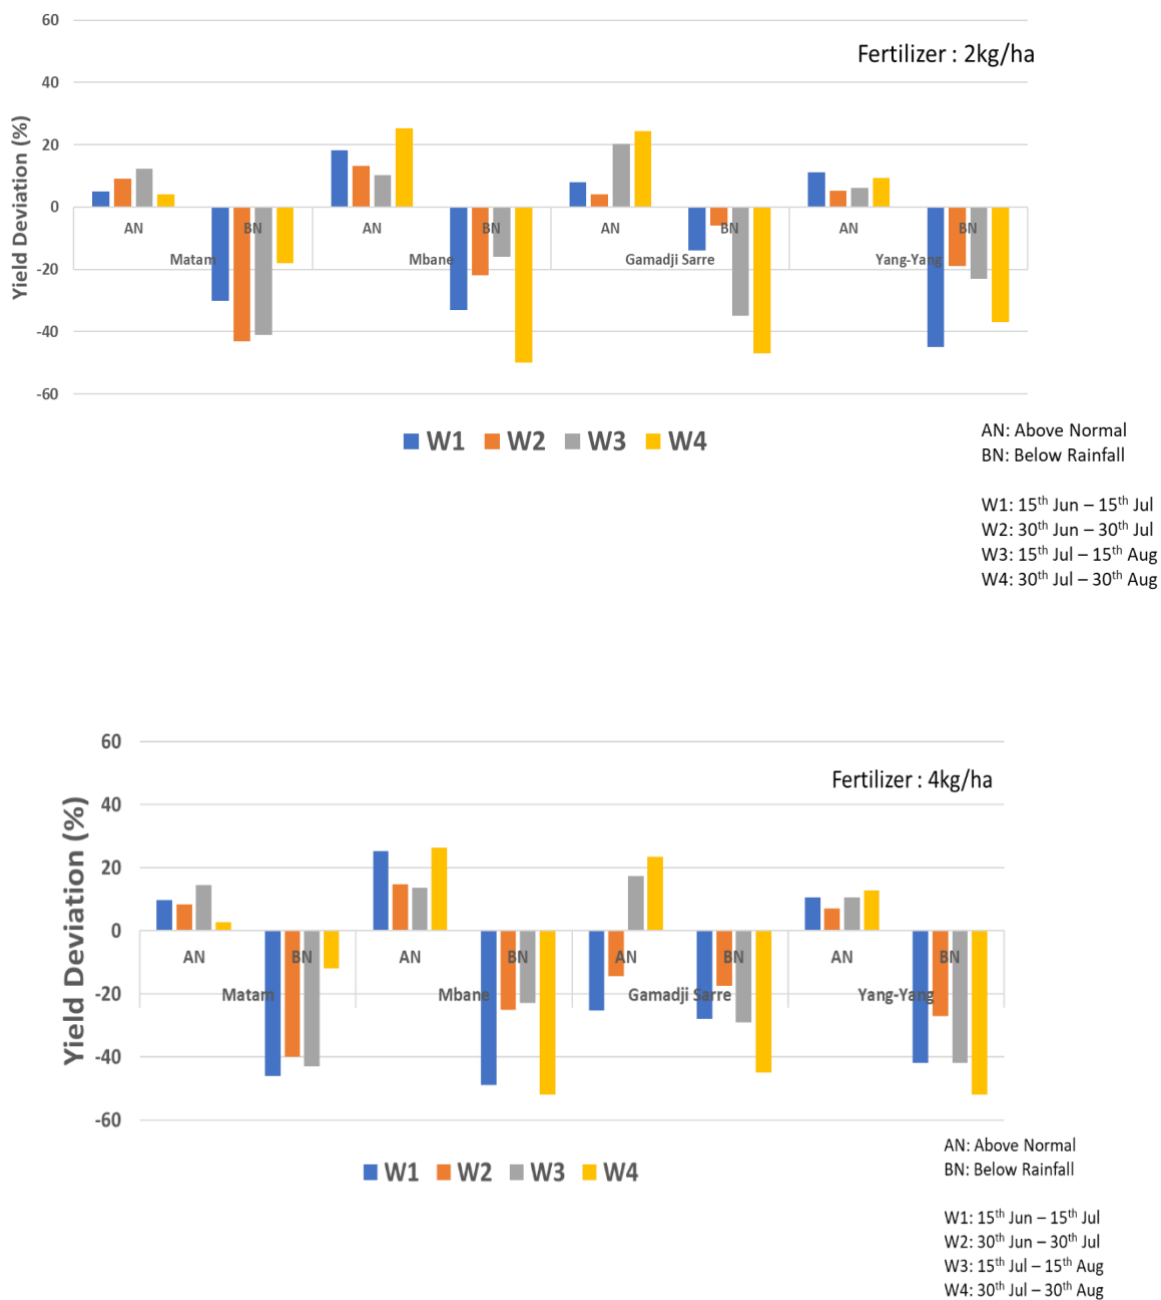 60
Fertilizer : 2kg/ha
40
20
0
-20
-40
-60
Yield Deviation (%)
AN BN AN BN AN BN AN BN
Matam Mbane Gamadji Sarre Yang-Yang
W1 W2 W3 W4
AN: Above Normal
BN: Below Rainfall
W1: 15th Jun – 15th Jul
W2: 30th Jun – 30th Jul
W3: 15th Jul – 15th Aug
W4: 30th Jul – 30th Aug
60
Fertilizer : 4kg/ha
40
20
0
-20
-40
-60
Yield Deviation (%)
AN BN AN BN AN BN AN BN
Matam Mbane Gamadji Sarre Yang-Yang
W1 W2 W3 W4
AN: Above Normal
BN: Below Rainfall
W1: 15th Jun – 15th Jul
W2: 30th Jun – 30th Jul
W3: 15th Jul – 15th Aug
W4: 30th Jul – 30th Aug